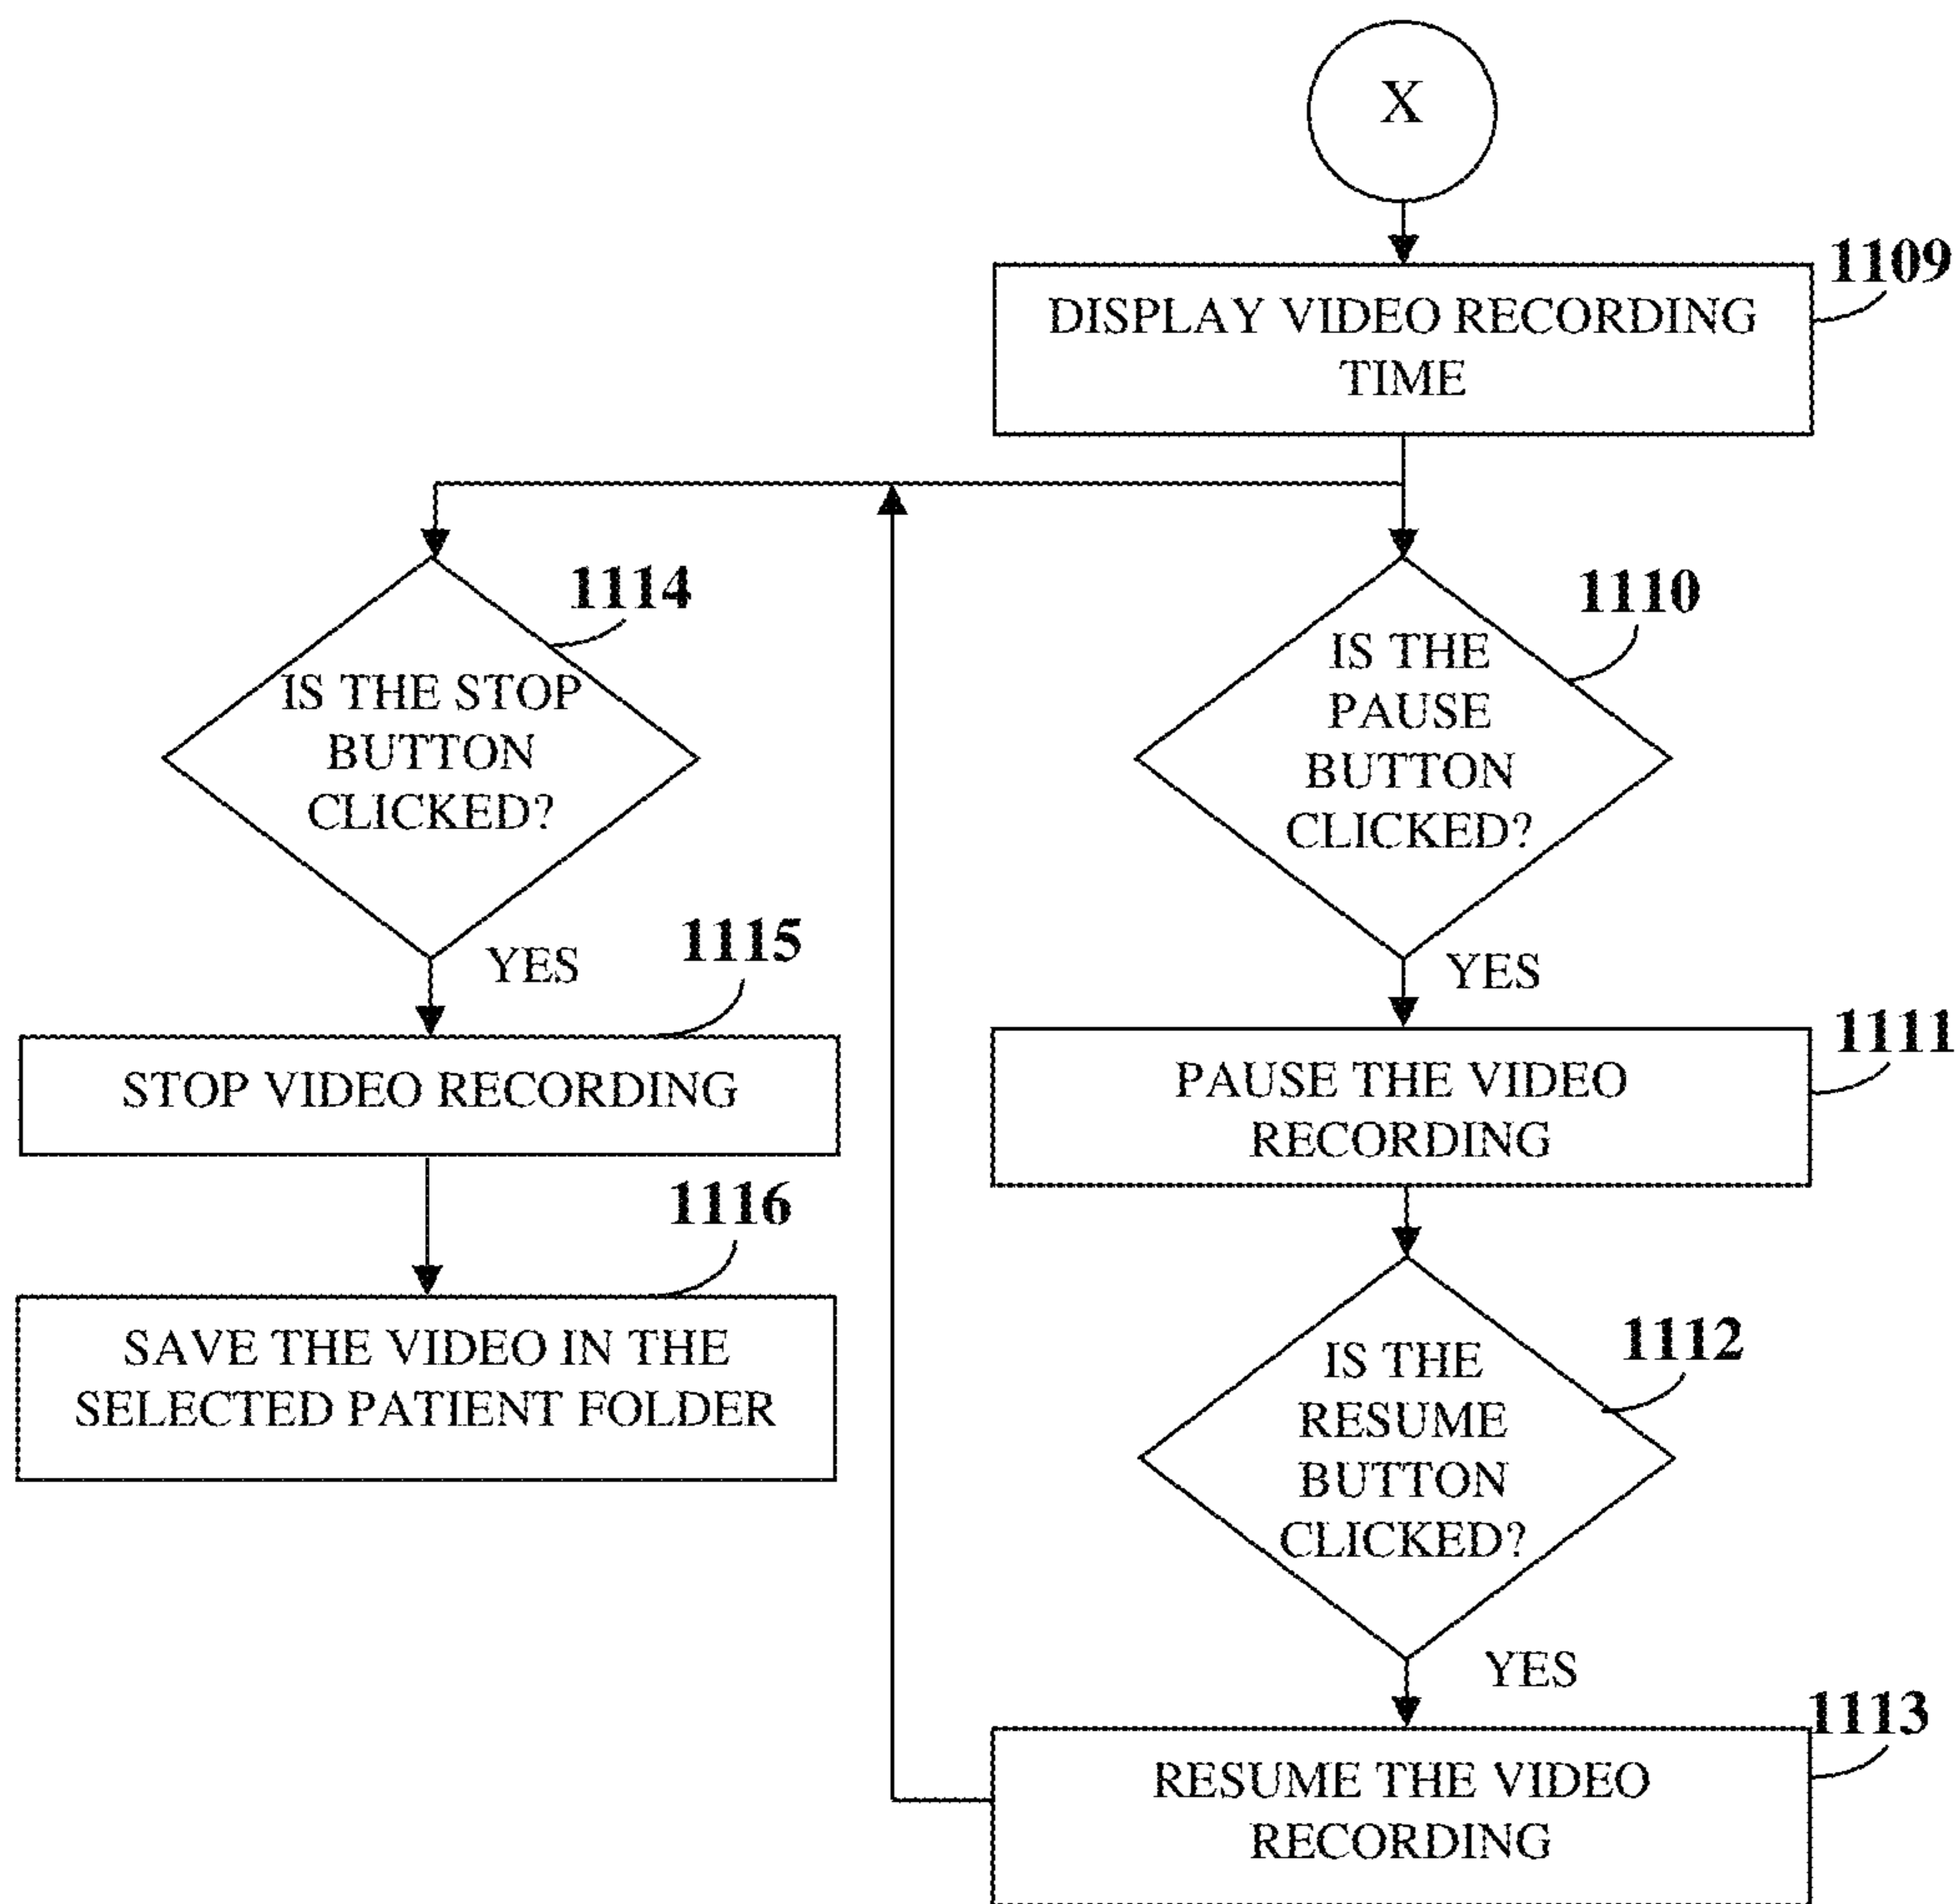 X
1109
DISPLAY VIDEO RECORDING
TIME
1114
IS THE STOP
BUTTON
CLICKED?
YES
1110
IS THE
PAUSE
BUTTON
CLICKED?
YES
1115
STOP VIDEO RECORDING
1111
PAUSE THE VIDEO
RECORDING
1116
SAVE THE VIDEO IN THE
SELECTED PATIENT FOLDER
1112
IS THE
RESUME
BUTTON
CLICKED?
YES
1113
RESUME THE VIDEO
RECORDING